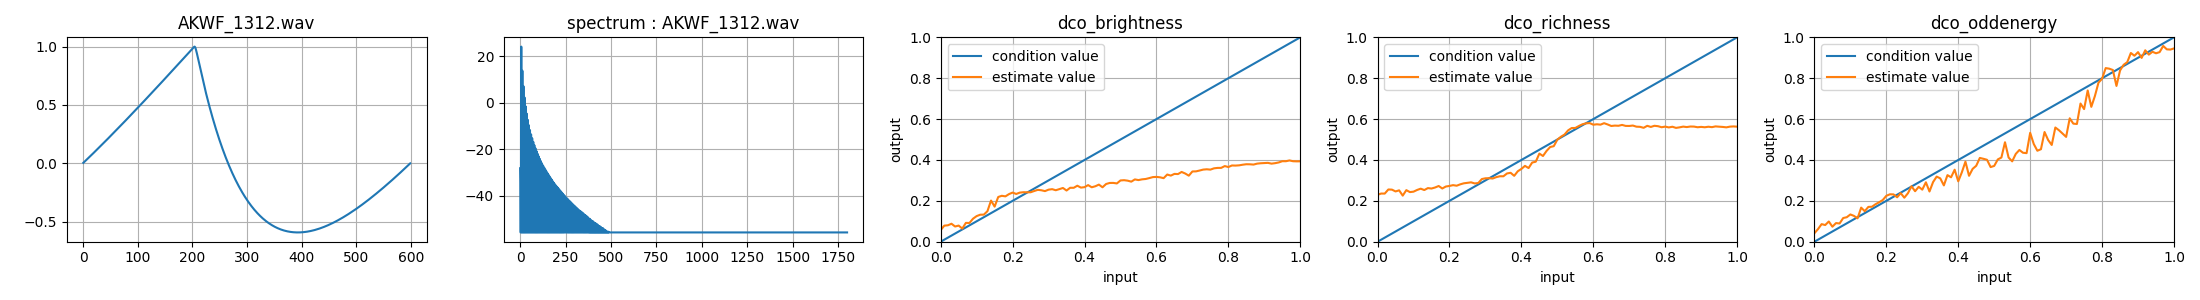 AKWF_1312.wav
1.0
0.5
0.0
−0.5
0 100 200 300 400 500 600
spectrum : AKWF_1312.wav
20
0
−20
−40
0 250 500 750 1000 1250 1500 1750
dco_brightness
condition value
estimate value
output
1.0
0.8
0.6
0.4
0.2
0.0
0.0 0.2 0.4 0.6 0.8 1.0
input
dco_richness
condition value
estimate value
output
1.0
0.8
0.6
0.4
0.2
0.0
0.0 0.2 0.4 0.6 0.8 1.0
input
dco_oddenergy
condition value
estimate value
output
1.0
0.8
0.6
0.4
0.2
0.0
0.0 0.2 0.4 0.6 0.8 1.0
input